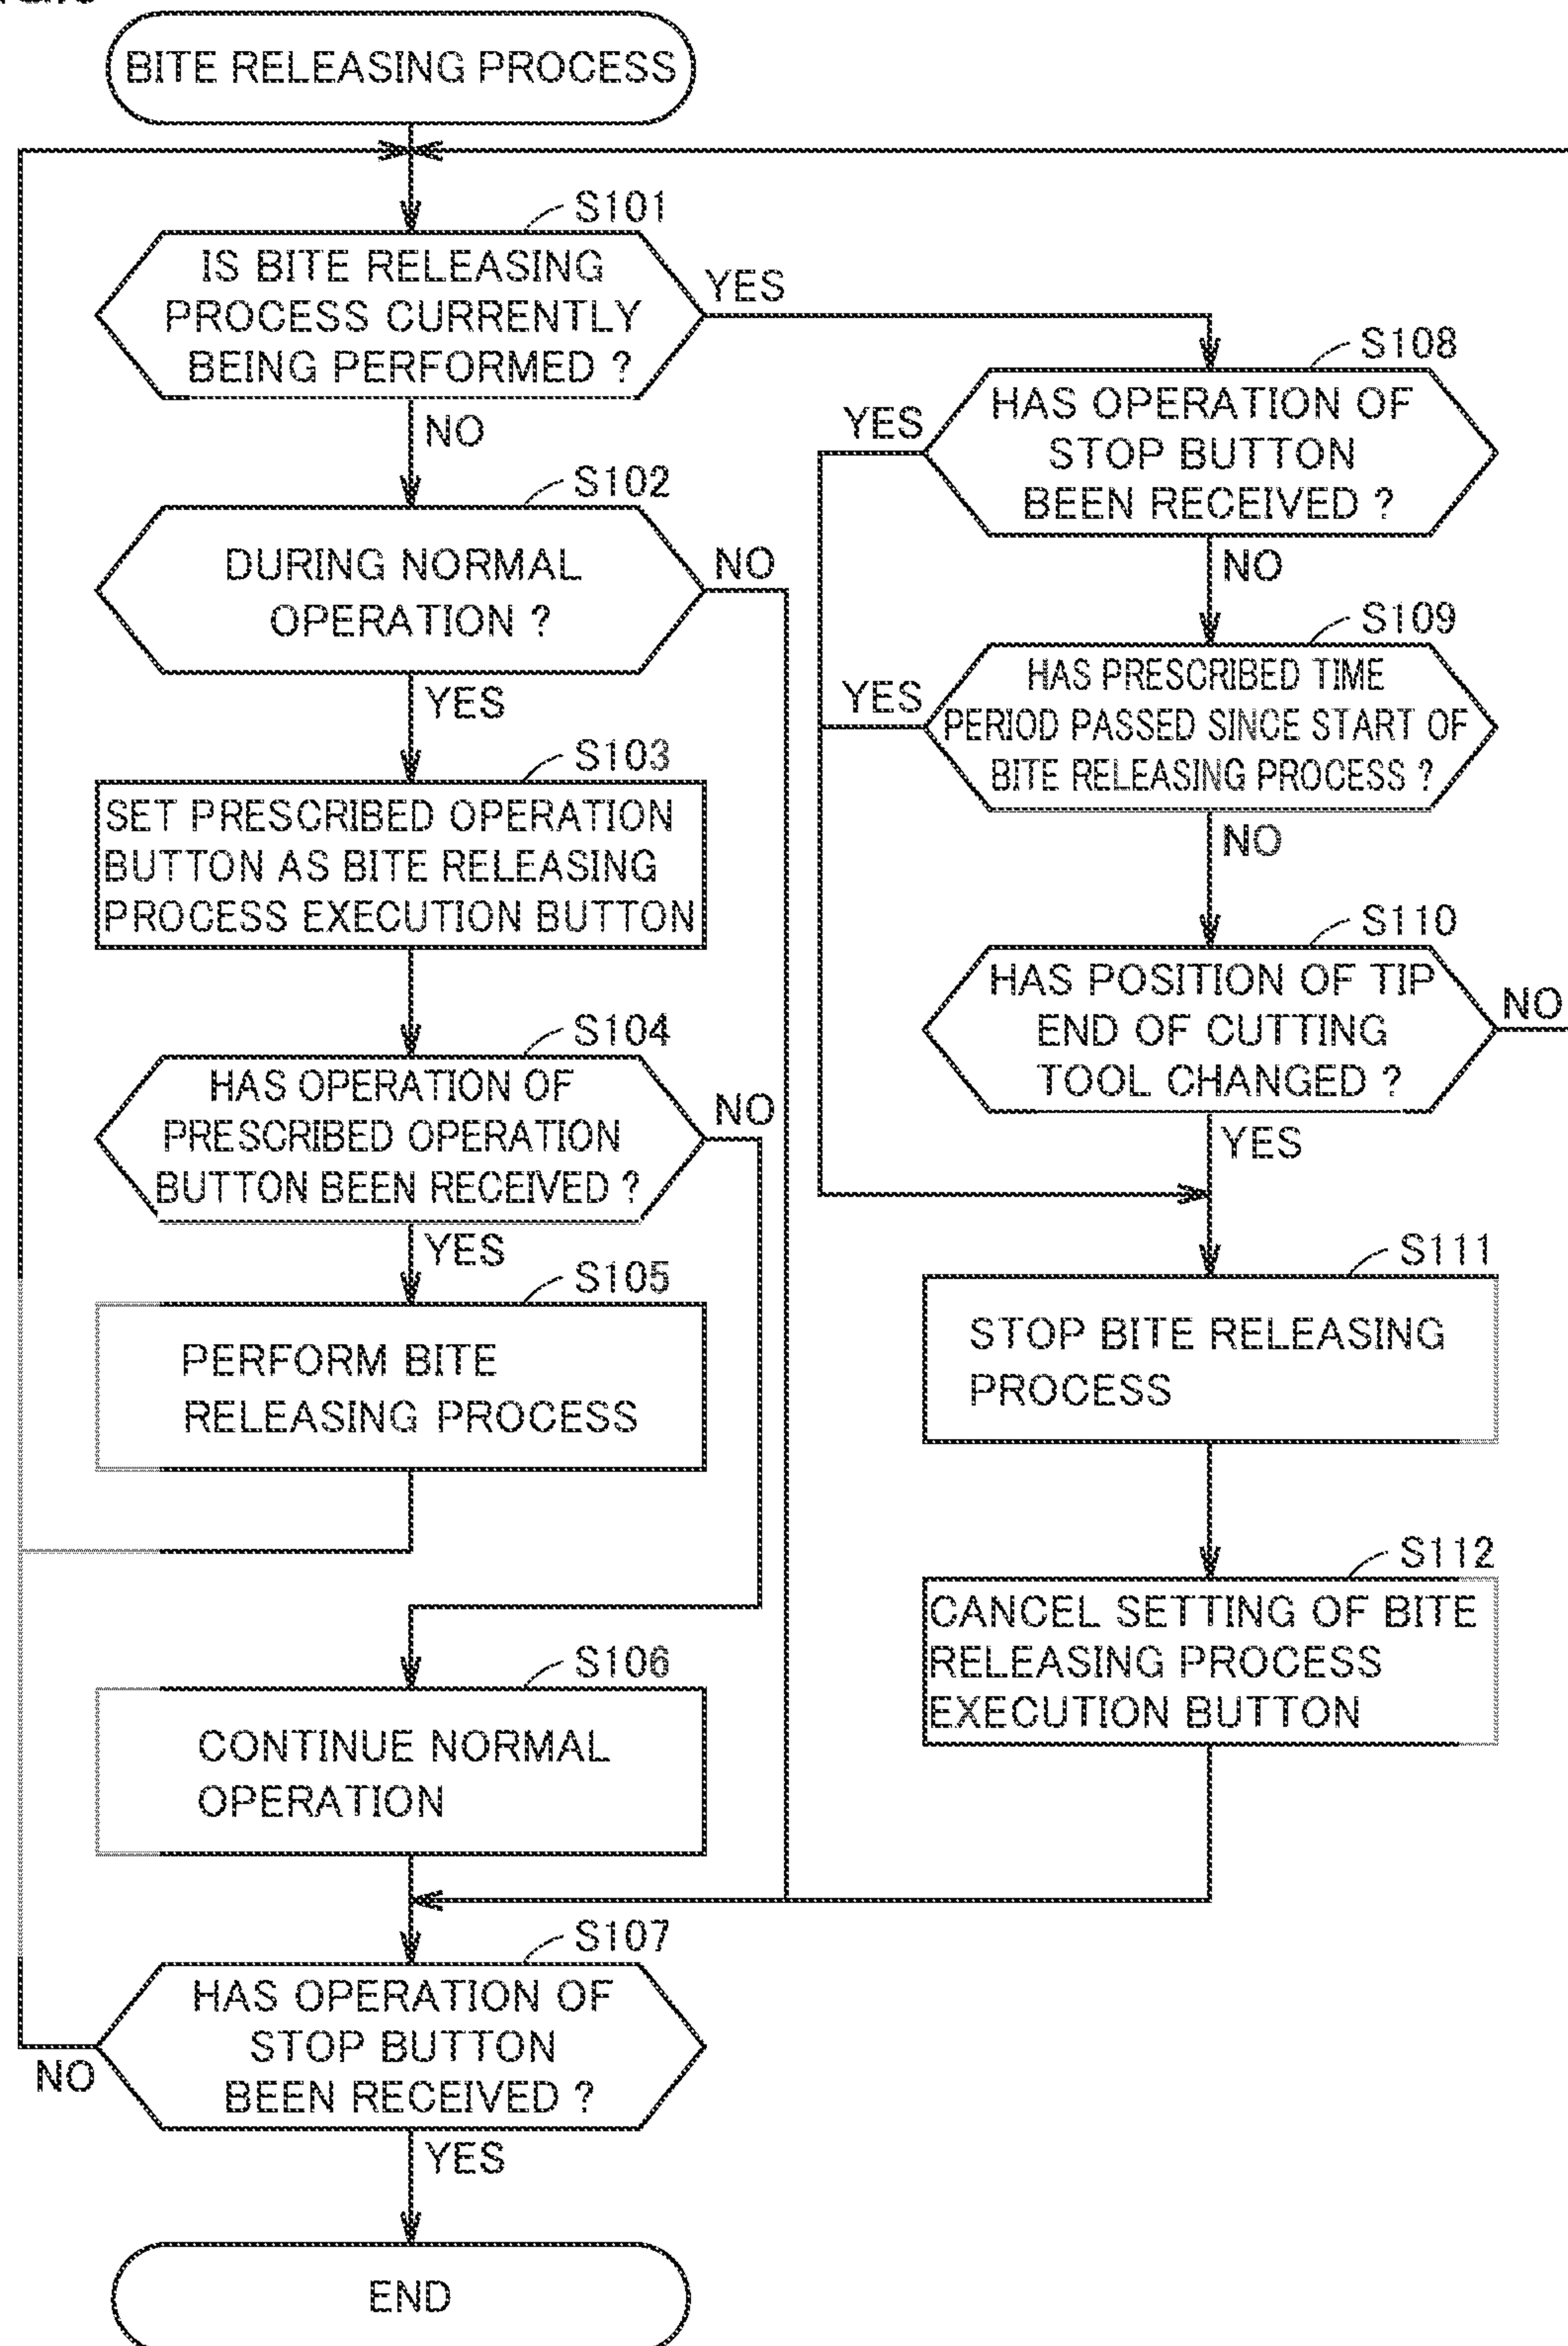 BITE RELEASING PROCESS
S101
IS BITE RELEASING
PROCESS CURRENTLY
BEING PERFORMED ?
YES
NO
S102
DURING NORMAL
OPERATION ?
NO
YES
S103
SET PRESCRIBED OPERATION
BUTTON AS BITE RELEASING
PROCESS EXECUTION BUTTON
S104
HAS OPERATION OF
PRESCRIBED OPERATION
BUTTON BEEN RECEIVED ?
NO
YES
S105
PERFORM BITE
RELEASING PROCESS
S106
CONTINUE NORMAL
OPERATION
S107
HAS OPERATION OF
STOP BUTTON
BEEN RECEIVED ?
NO
YES
END
S108
HAS OPERATION OF
STOP BUTTON
BEEN RECEIVED ?
YES
NO
S109
HAS PRESCRIBED TIME
PERIOD PASSED SINCE START OF
BITE RELEASING PROCESS ?
YES
NO
S110
HAS POSITION OF TIP
END OF CUTTING
TOOL CHANGED ?
NO
YES
S111
STOP BITE RELEASING
PROCESS
S112
CANCEL SETTING OF BITE
RELEASING PROCESS
EXECUTION BUTTON